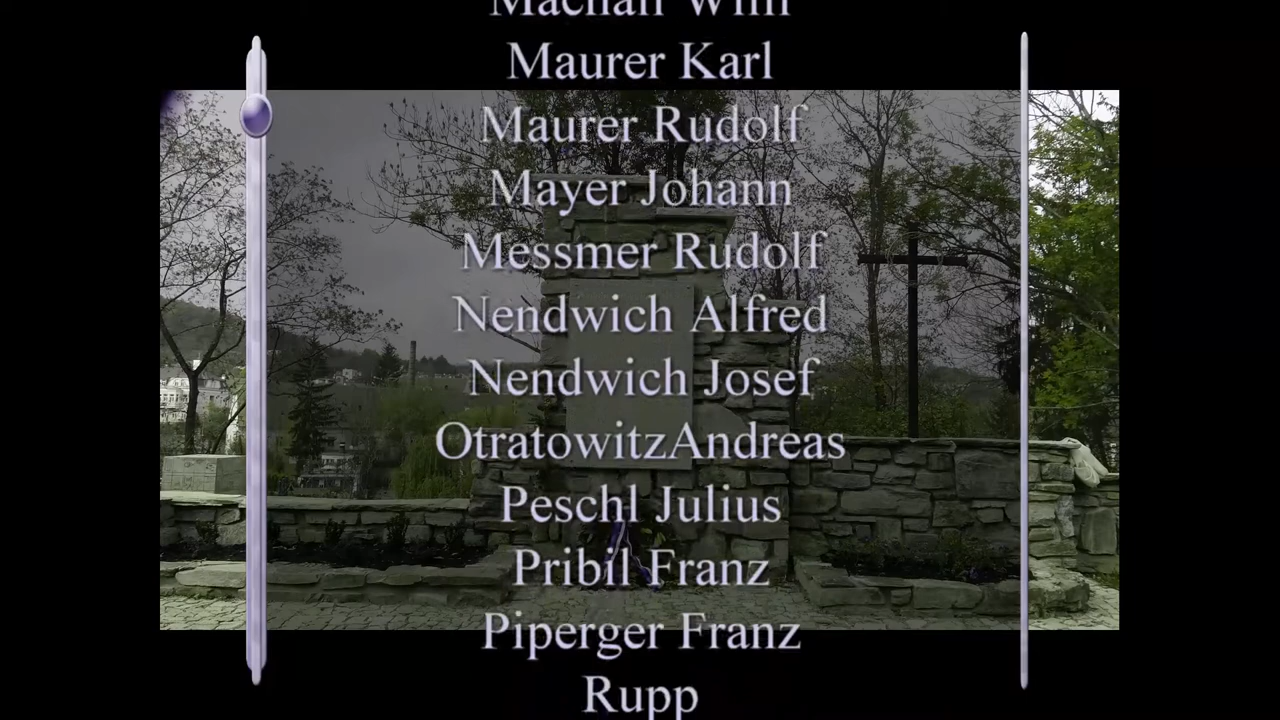 Maurer Karl
Maurer Rudolf
Mayer Johann
Messmer Rudolf
Nendwich Alfred
Nendwich Josef
OtratowitzAndreas
Peschl Julius
Pribil Franz
Piperger Franz
Rupp